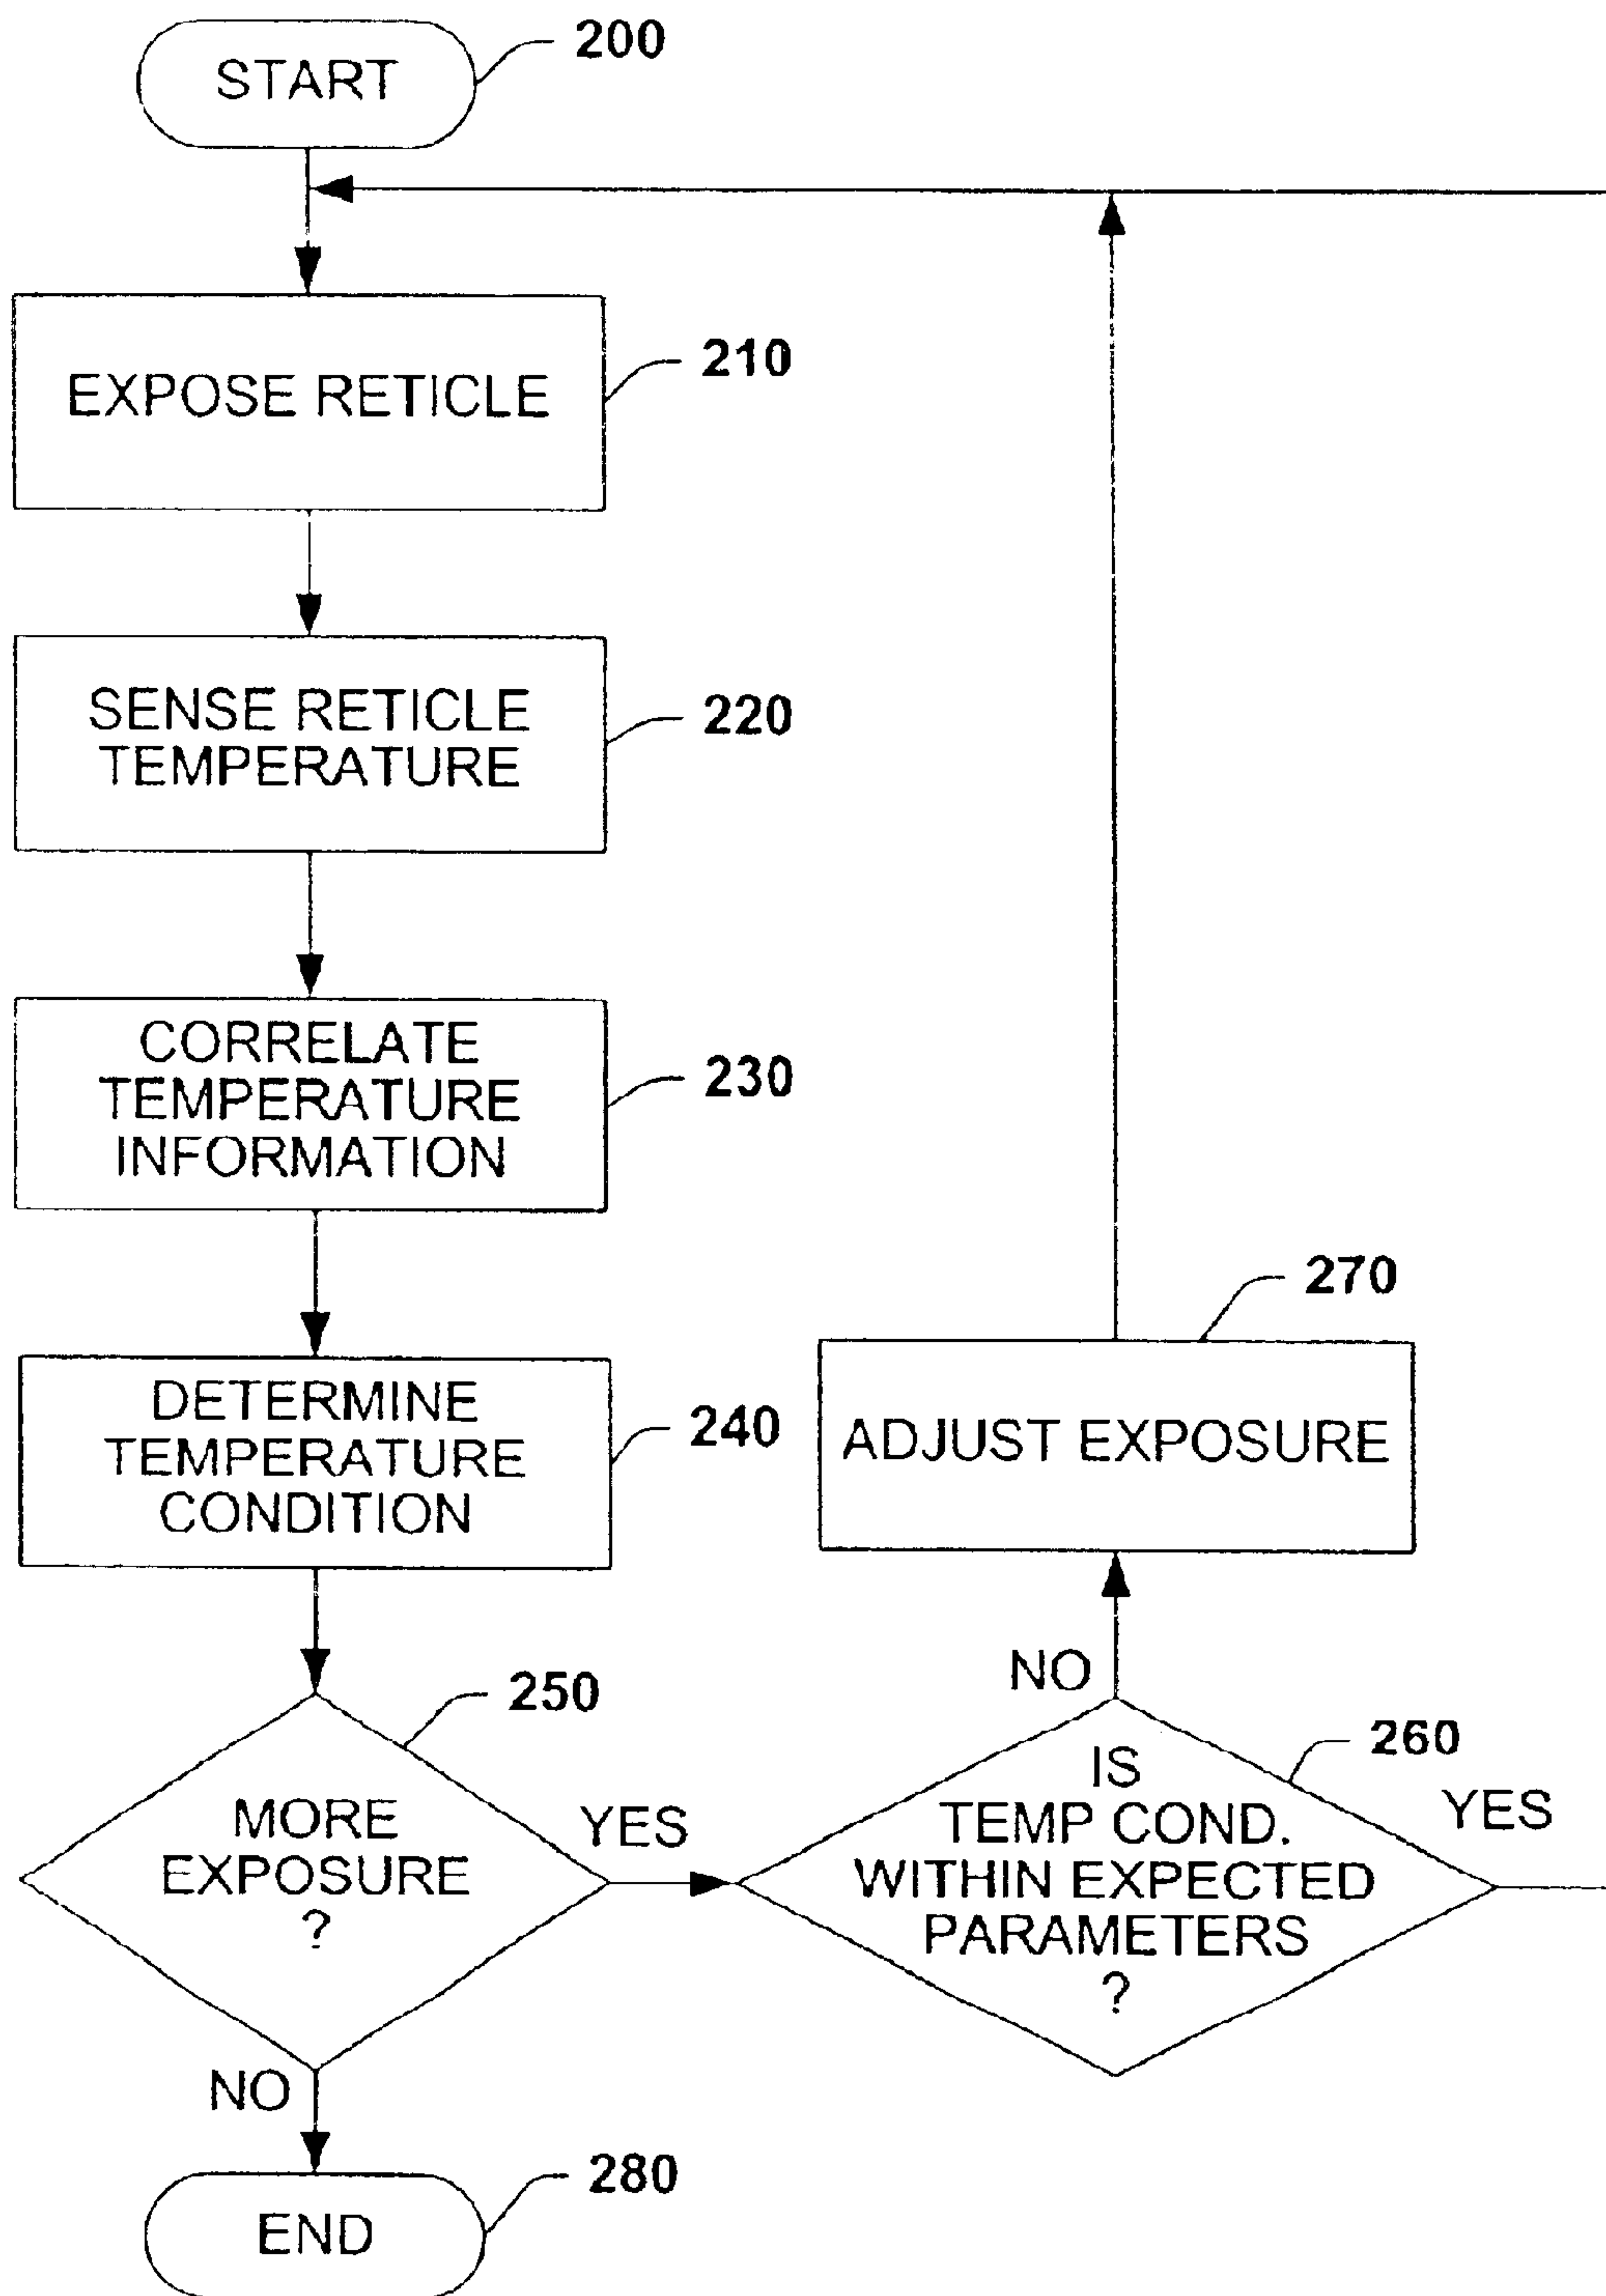 START
200
EXPOSE RETICLE
210
SENSE RETICLE
TEMPERATURE
220
CORRELATE
TEMPERATURE
INFORMATION
230
DETERMINE
TEMPERATURE
CONDITION
240
ADJUST EXPOSURE
270
MORE
EXPOSURE
?
250
YES
NO
IS
TEMP COND.
WITHIN EXPECTED
PARAMETERS
?
260
NO
YES
END
280